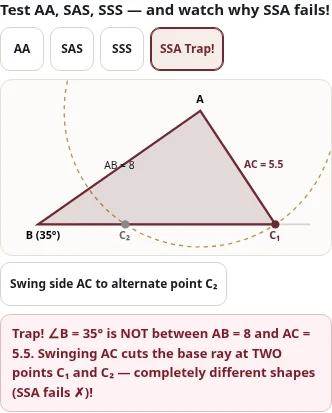 Test AA, SAS, SSS — and watch why SSA fails!
AA
SAS
SSS
SSA Trap!
A
AB = 8
AC = 5.5
B (35°)
C₂
C₁
Swing side AC to alternate point C₂
Trap! ∠B = 35° is NOT between AB = 8 and AC =
5.5. Swinging AC cuts the base ray at TWO
points C₁ and C₂ — completely different shapes
(SSA fails ✗)!